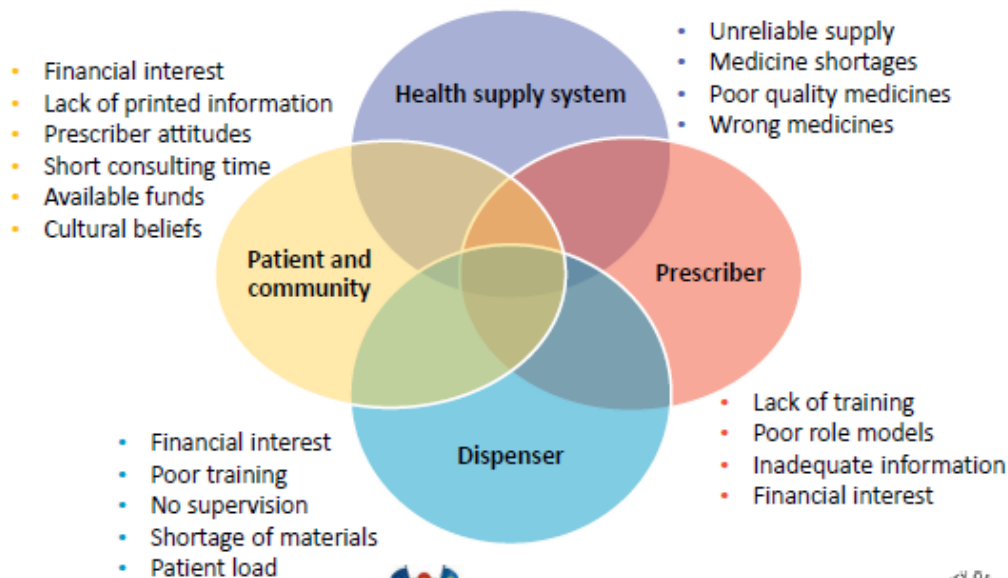 Health supply system
Patient and
community
Prescriber
Dispenser
• Financial interest
• Lack of printed information
• Prescriber attitudes
• Short consulting time
• Available funds
• Cultural beliefs
• Unreliable supply
• Medicine shortages
• Poor quality medicines
• Wrong medicines
• Financial interest
• Poor training
• No supervision
• Shortage of materials
• Patient load
• Lack of training
• Poor role models
• Inadequate information
• Financial interest